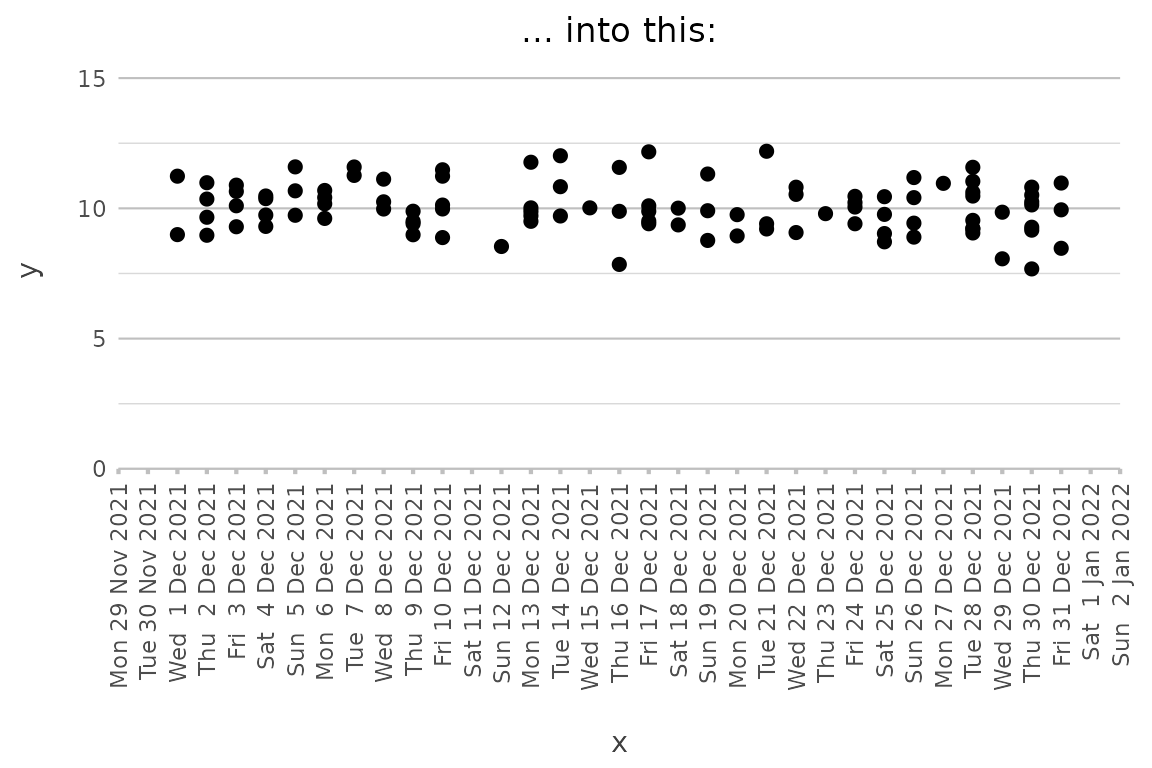 ... into this:
15
10
5
0
y
Mon 29 Nov 2021
Tue 30 Nov 2021
Wed  1 Dec 2021
Thu  2 Dec 2021
Fri  3 Dec 2021
Sat  4 Dec 2021
Sun  5 Dec 2021
Mon  6 Dec 2021
Tue  7 Dec 2021
Wed  8 Dec 2021
Thu  9 Dec 2021
Fri 10 Dec 2021
Sat 11 Dec 2021
Sun 12 Dec 2021
Mon 13 Dec 2021
Tue 14 Dec 2021
Wed 15 Dec 2021
Thu 16 Dec 2021
Fri 17 Dec 2021
Sat 18 Dec 2021
Sun 19 Dec 2021
Mon 20 Dec 2021
Tue 21 Dec 2021
Wed 22 Dec 2021
Thu 23 Dec 2021
Fri 24 Dec 2021
Sat 25 Dec 2021
Sun 26 Dec 2021
Mon 27 Dec 2021
Tue 28 Dec 2021
Wed 29 Dec 2021
Thu 30 Dec 2021
Fri 31 Dec 2021
Sat  1 Jan 2022
Sun  2 Jan 2022
x